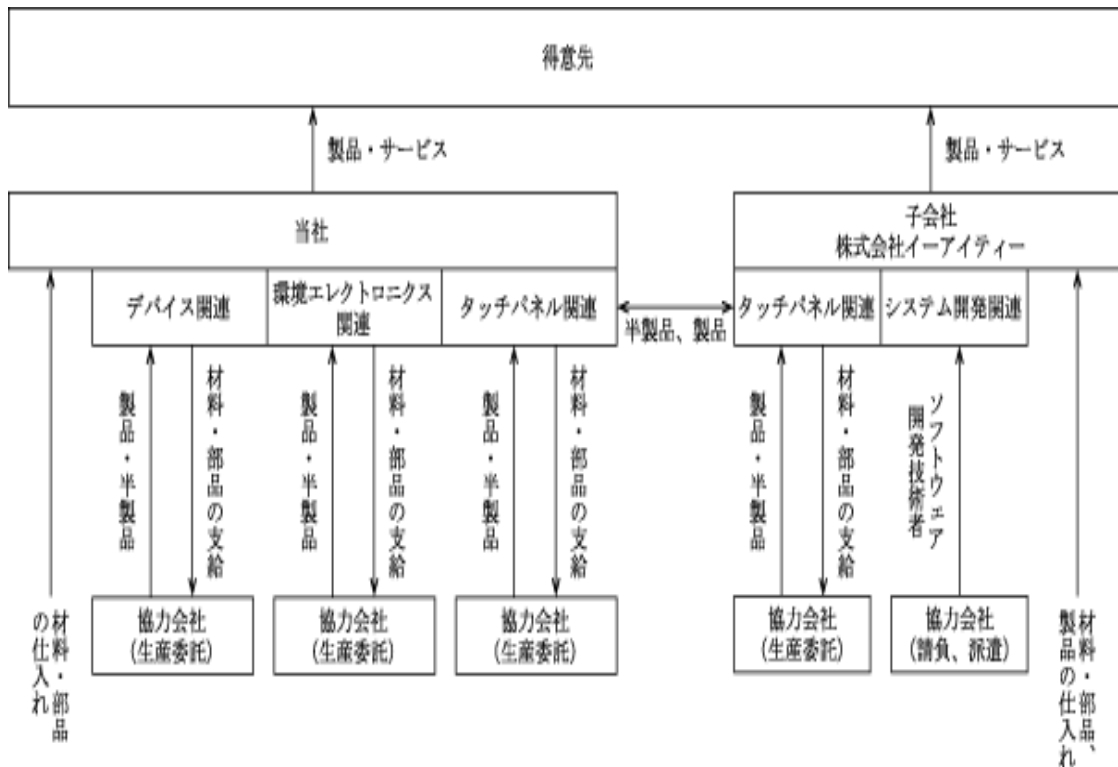 得意先
製品・サービス
製品・サービス
当社
子会社
株式会社イーアイティー
デバイス関連
環境エレクトロニクス
関連
タッチパネル関連
半製品、製品
タッチパネル関連
システム開発関連
製品・半製品
材料・部品の支給
製品・半製品
材料・部品の支給
製品・半製品
材料・部品の支給
製品・半製品
材料・部品の支給
ソフトウェア
開発技術者
協力会社
(生産委託)
協力会社
(生産委託)
協力会社
(生産委託)
協力会社
(生産委託)
協力会社
(請負、派遣)
材料・部品
の仕入れ
材料・部品、
製品の仕入れ